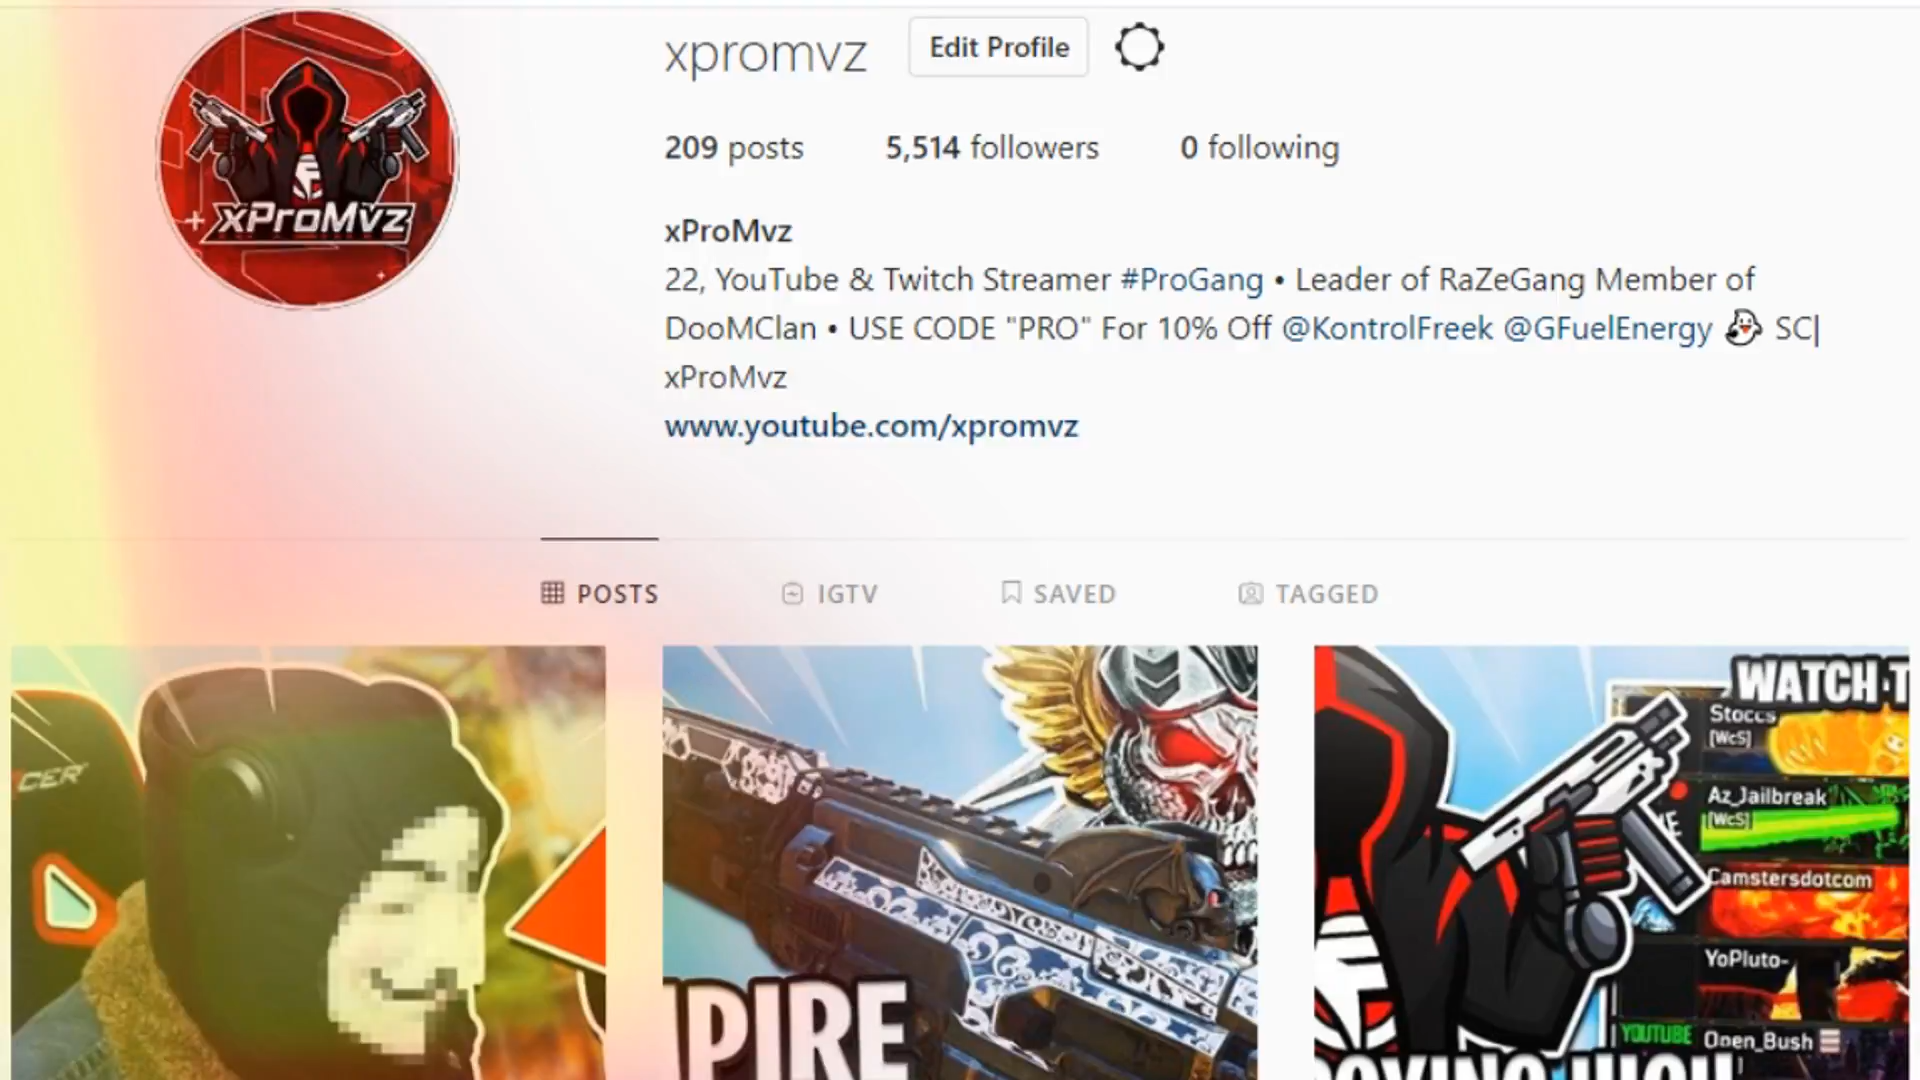 xpromvz Edit Profile
209 posts 5,514 followers 0 following
xProMvz
xProMvz
22, YouTube & Twitch Streamer #ProGang • Leader of RaZeGang Member of
DooMClan • USE CODE "PRO" For 10% Off @KontrolFreek @GFuelEnergy 👻 SC|
xProMvz
www.youtube.com/xpromvz
POSTS IGTV SAVED TAGGED
CER
PIRE
WATCH T
Stoccs
[WcS]
Az_Jailbreak
[WcS]
Camstersdotcom
YoPluto-
YOUTUBE Open_Bush